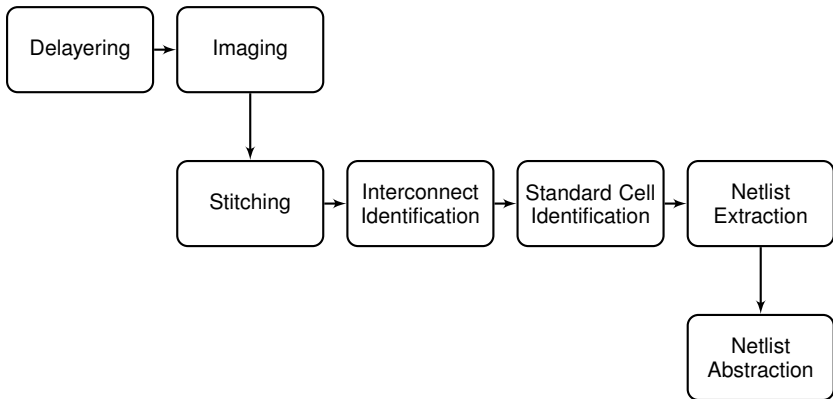 Delayering
Imaging
Stitching
Interconnect
Identification
Standard Cell
Identification
Netlist
Extraction
Netlist
Abstraction